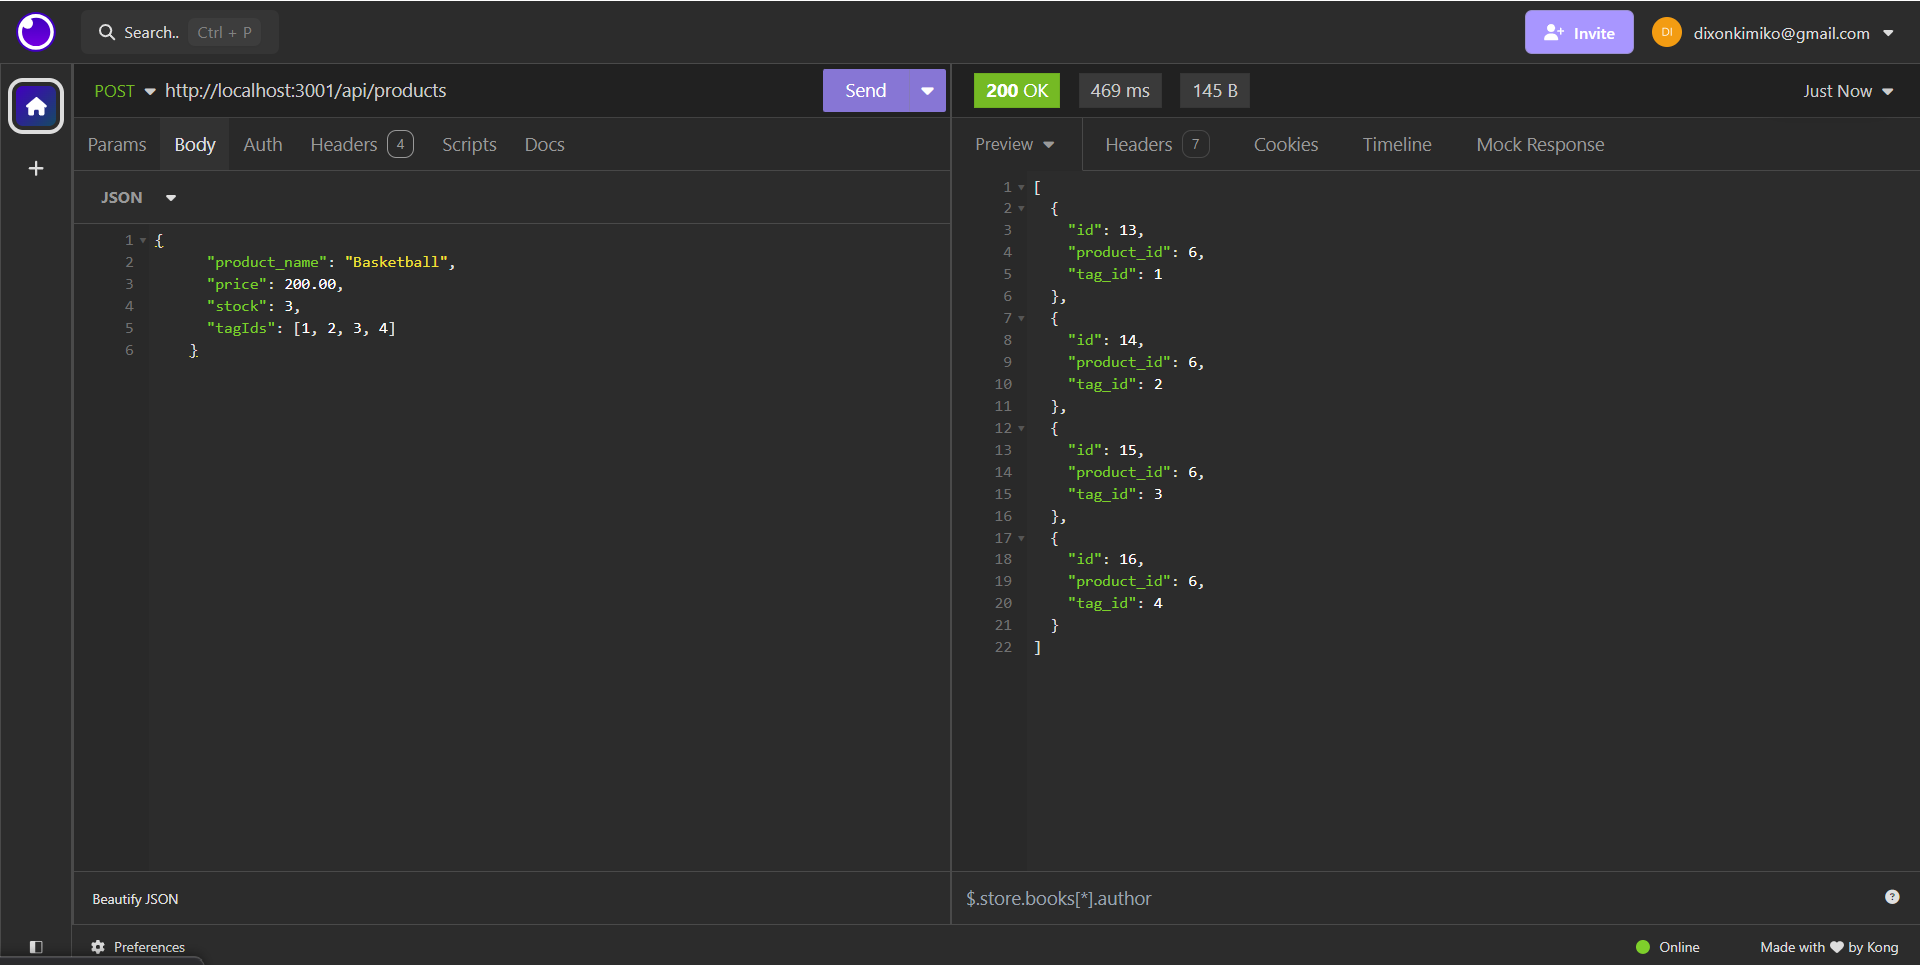 Search.. Ctrl + P
Invite
DI dixonkimiko@gmail.com
POST http://localhost:3001/api/products
Send
200 OK 469 ms 145 B
Just Now
Params Body Auth Headers 4 Scripts Docs
Preview Headers 7 Cookies Timeline Mock Response
JSON
1 {
2 "product_name": "Basketball",
3 "price": 200.00,
4 "stock": 3,
5 "tagIds": [1, 2, 3, 4]
6 }
1 [
2 {
3 "id": 13,
4 "product_id": 6,
5 "tag_id": 1
6 },
7 {
8 "id": 14,
9 "product_id": 6,
10 "tag_id": 2
11 },
12 {
13 "id": 15,
14 "product_id": 6,
15 "tag_id": 3
16 },
17 {
18 "id": 16,
19 "product_id": 6,
20 "tag_id": 4
21 }
22 ]
Beautify JSON
$.store.books[*].author
?
Preferences
Online
Made with ♥ by Kong